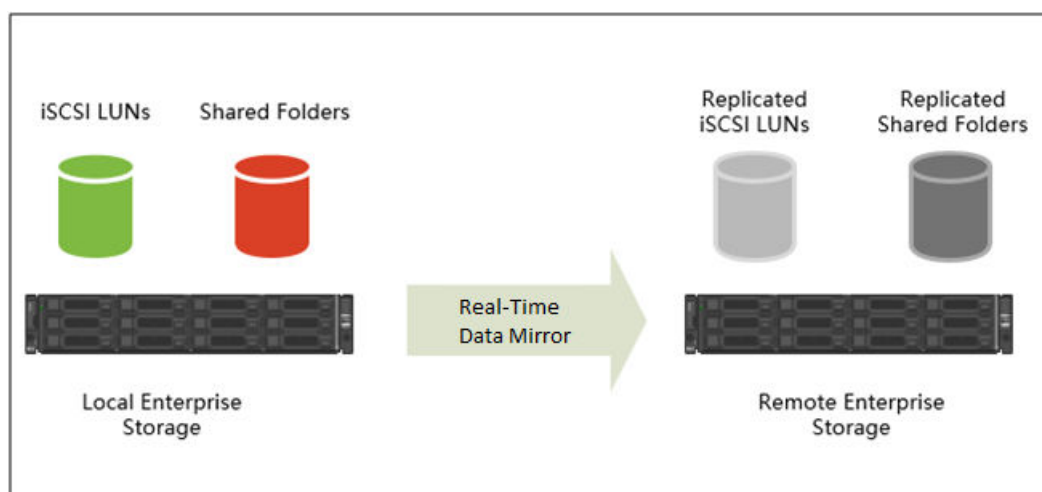 iSCSI LUNs
Shared Folders
Replicated
iSCSI LUNs
Replicated
Shared Folders
Real-Time
Data Mirror
Local Enterprise
Storage
Remote Enterprise
Storage